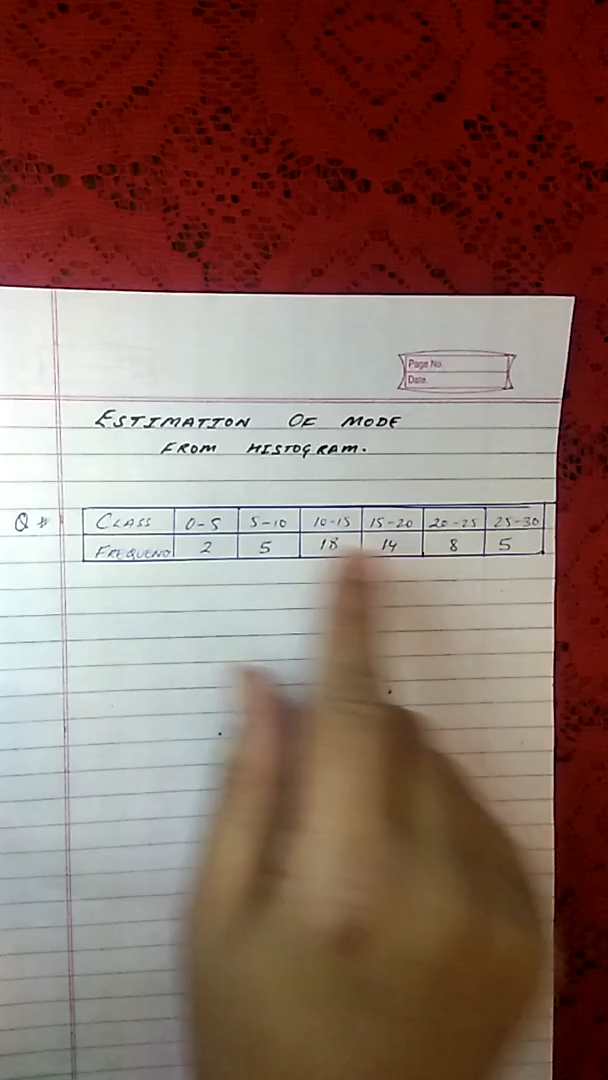 Page No.
Date.
ESTIMATION OF MODE
FROM HISTOGRAM.
Q #
CLASS 0-5 5-10 10-15 15-20 20-25 25-30
FREQUENC 2 5 18 14 8 5